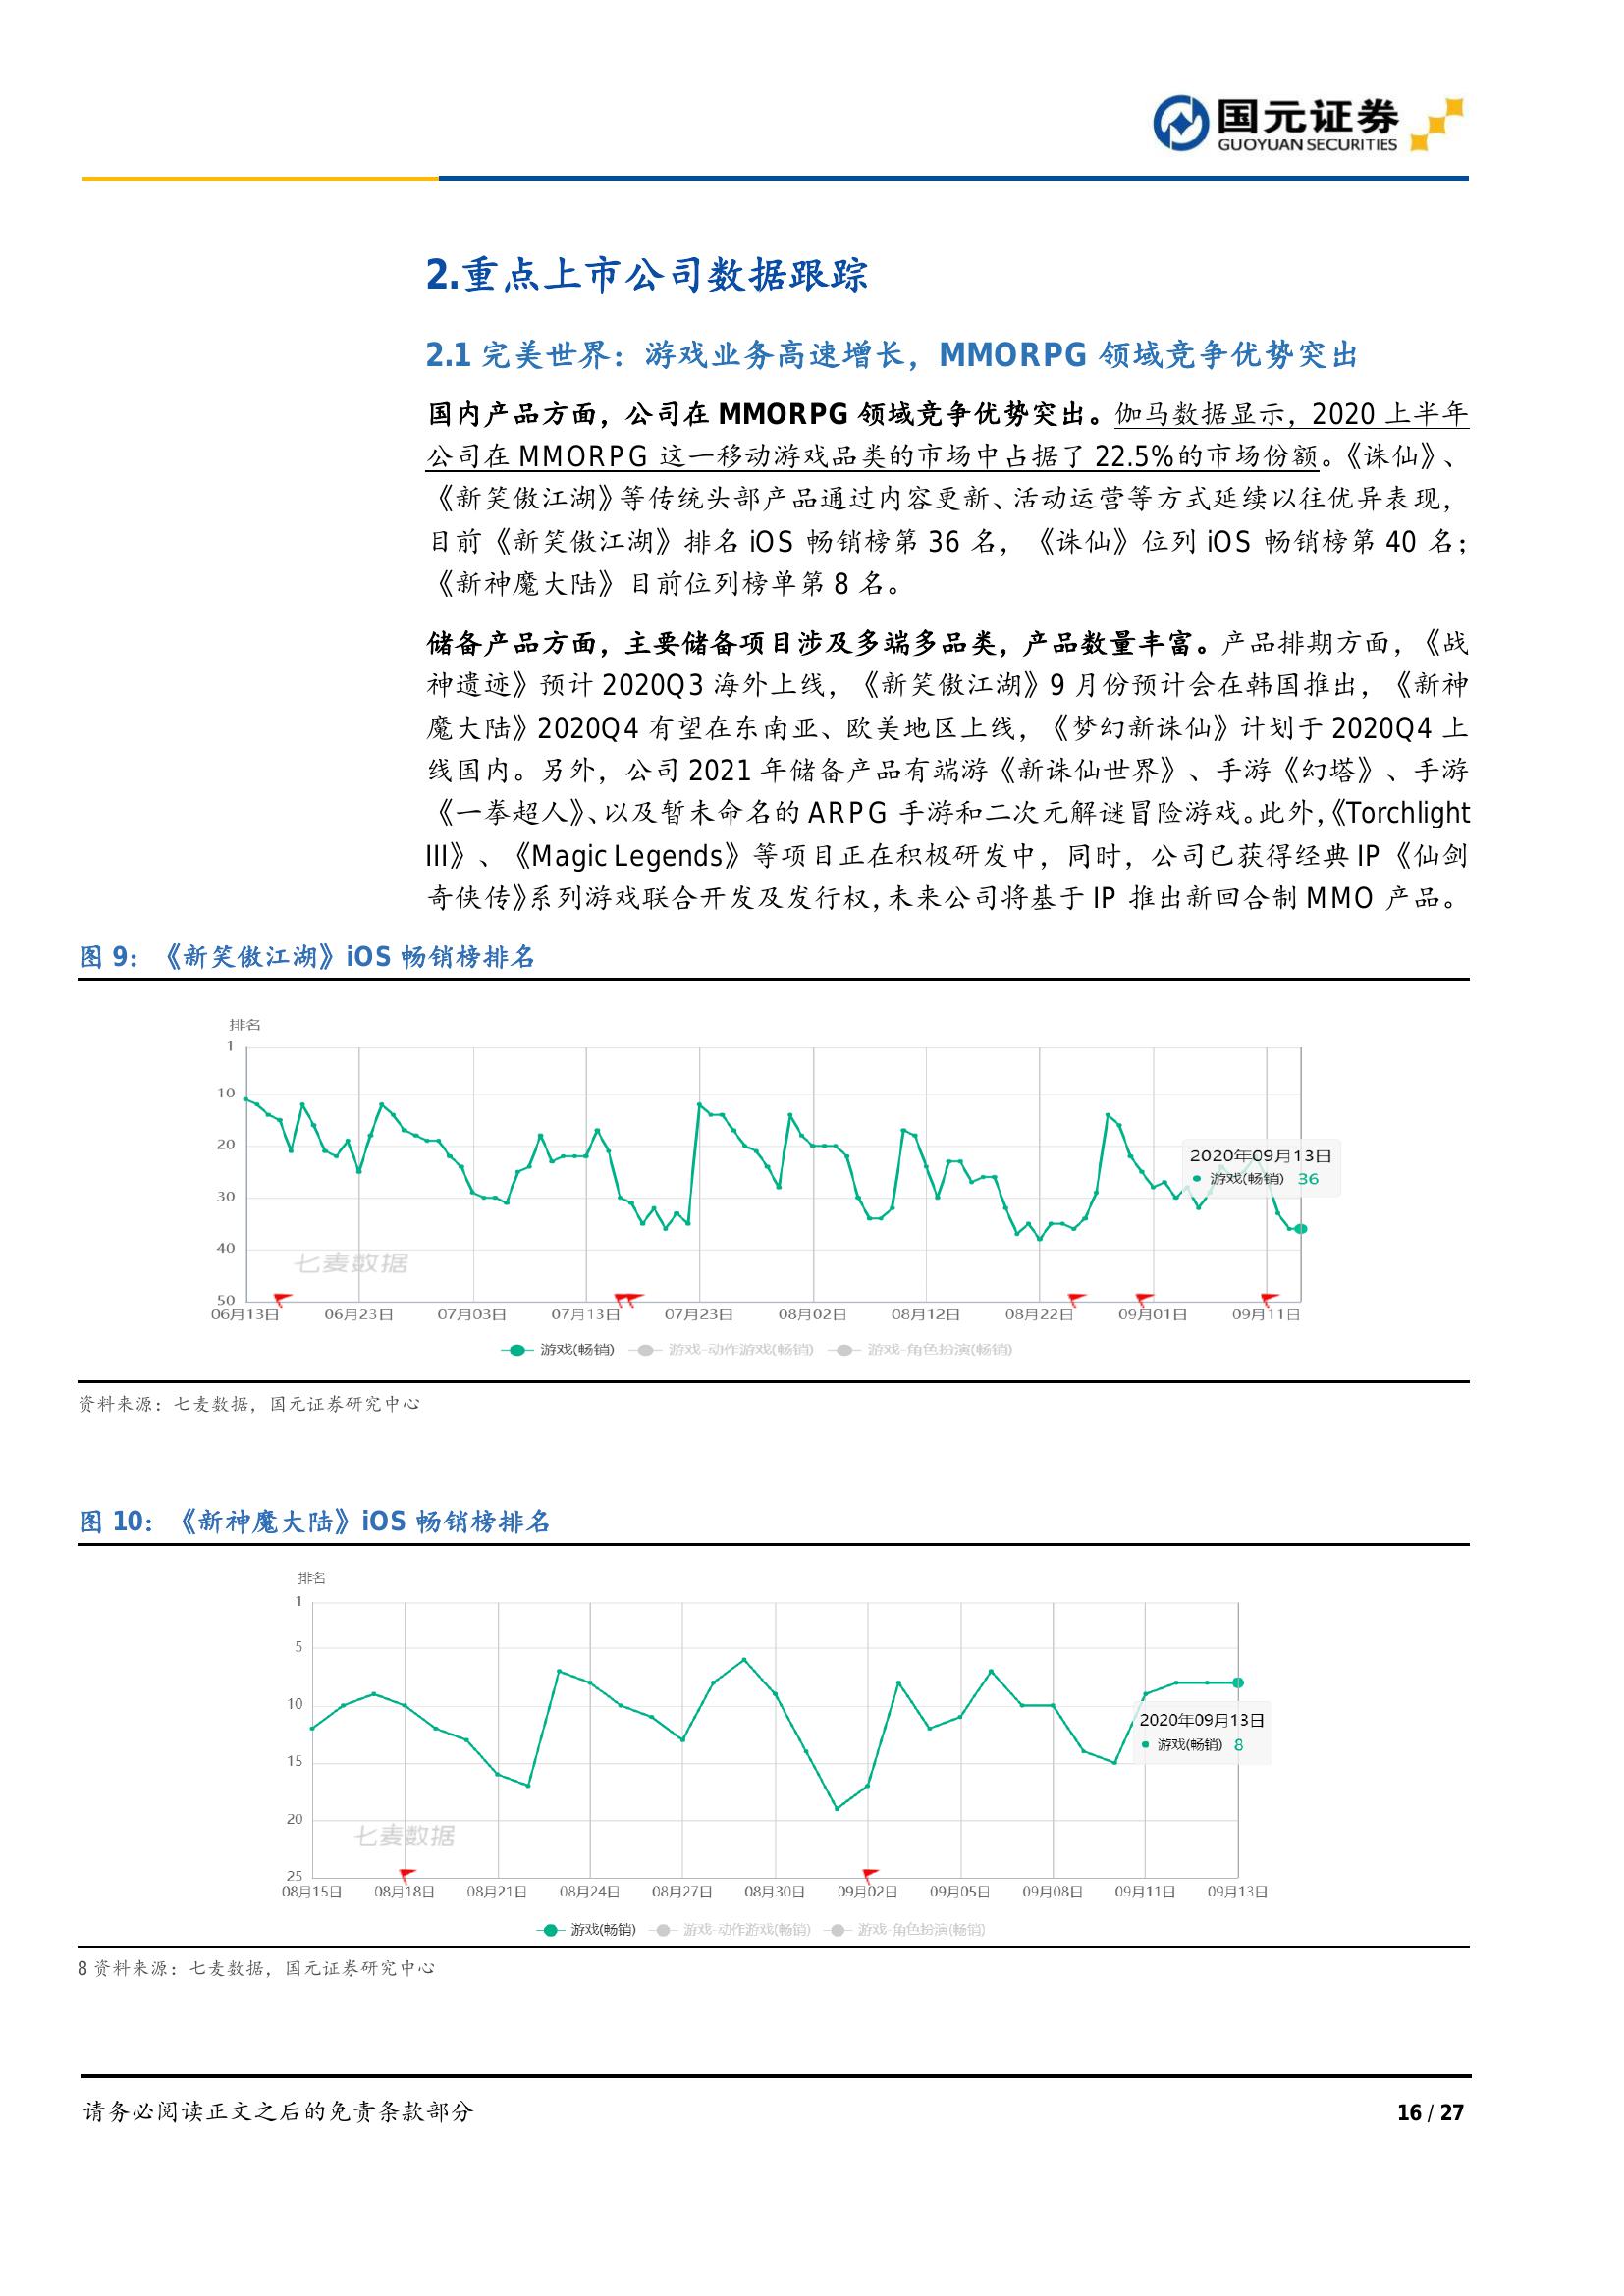 国元证券
GUOYUAN SECURITIES
2.重点上市公司数据跟踪
2.1 完美世界：游戏业务高速增长，MMORPG 领域竞争优势突出
国内产品方面，公司在 MMORPG 领域竞争优势突出。伽马数据显示，2020 上半年
公司在 MMORPG 这一移动游戏品类的市场中占据了 22.5%的市场份额。《诛仙》、
《新笑傲江湖》等传统头部产品通过内容更新、活动运营等方式延续以往优异表现，
目前《新笑傲江湖》排名 iOS 畅销榜第 36 名，《诛仙》位列 iOS 畅销榜第 40 名；
《新神魔大陆》目前位列榜单第 8 名。
储备产品方面，主要储备项目涉及多端多品类，产品数量丰富。产品排期方面，《战
神遗迹》预计 2020Q3 海外上线，《新笑傲江湖》9 月份预计会在韩国推出，《新神
魔大陆》2020Q4 有望在东南亚、欧美地区上线，《梦幻新诛仙》计划于 2020Q4 上
线国内。另外，公司 2021 年储备产品有端游《新诛仙世界》、手游《幻塔》、手游
《一拳超人》、以及暂未命名的 ARPG 手游和二次元解谜冒险游戏。此外，《Torchlight
III》、《Magic Legends》等项目正在积极研发中，同时，公司已获得经典 IP《仙剑
奇侠传》系列游戏联合开发及发行权，未来公司将基于 IP 推出新回合制 MMO 产品。
图 9：《新笑傲江湖》iOS 畅销榜排名
排名
1
10
20
30
40
50
2020年09月13日
游戏(畅销) 36
七麦数据
06月13日 06月23日 07月03日 07月13日 07月23日 08月02日 08月12日 08月22日 09月01日 09月11日
游戏(畅销) 游戏-动作游戏(畅销) 游戏-角色扮演(畅销)
资料来源：七麦数据，国元证券研究中心
图 10：《新神魔大陆》iOS 畅销榜排名
排名
1
5
10
15
20
25
2020年09月13日
游戏(畅销) 8
七麦数据
08月15日 08月18日 08月21日 08月24日 08月27日 08月30日 09月02日 09月05日 09月08日 09月11日 09月13日
游戏(畅销) 游戏-动作游戏(畅销) 游戏-角色扮演(畅销)
8 资料来源：七麦数据，国元证券研究中心
请务必阅读正文之后的免责条款部分
16 / 27